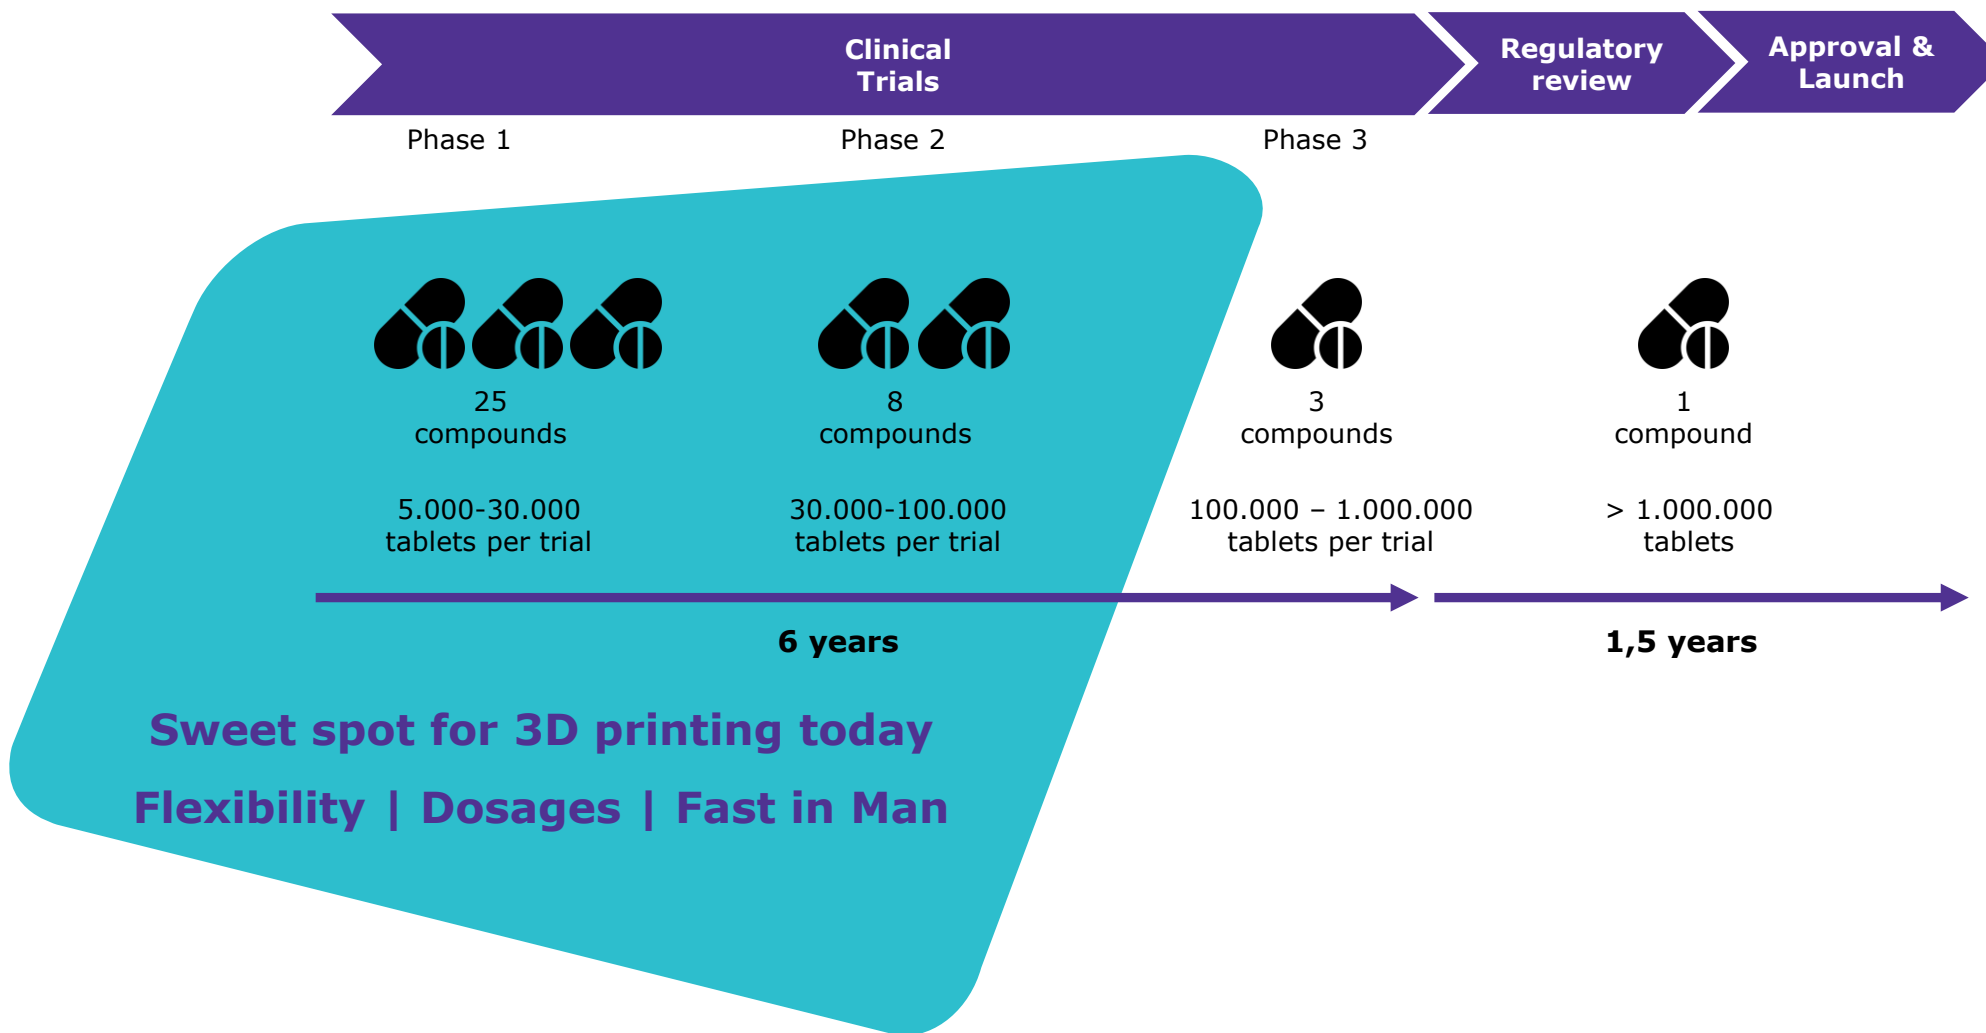 Clinical
Trials
Regulatory
review
Approval &
Launch
Phase 1
Phase 2
Phase 3
25
compounds
8
compounds
3
compounds
1
compound
5.000-30.000
tablets per trial
30.000-100.000
tablets per trial
100.000 – 1.000.000
tablets per trial
> 1.000.000
tablets
6 years
1,5 years
Sweet spot for 3D printing today
Flexibility | Dosages | Fast in Man